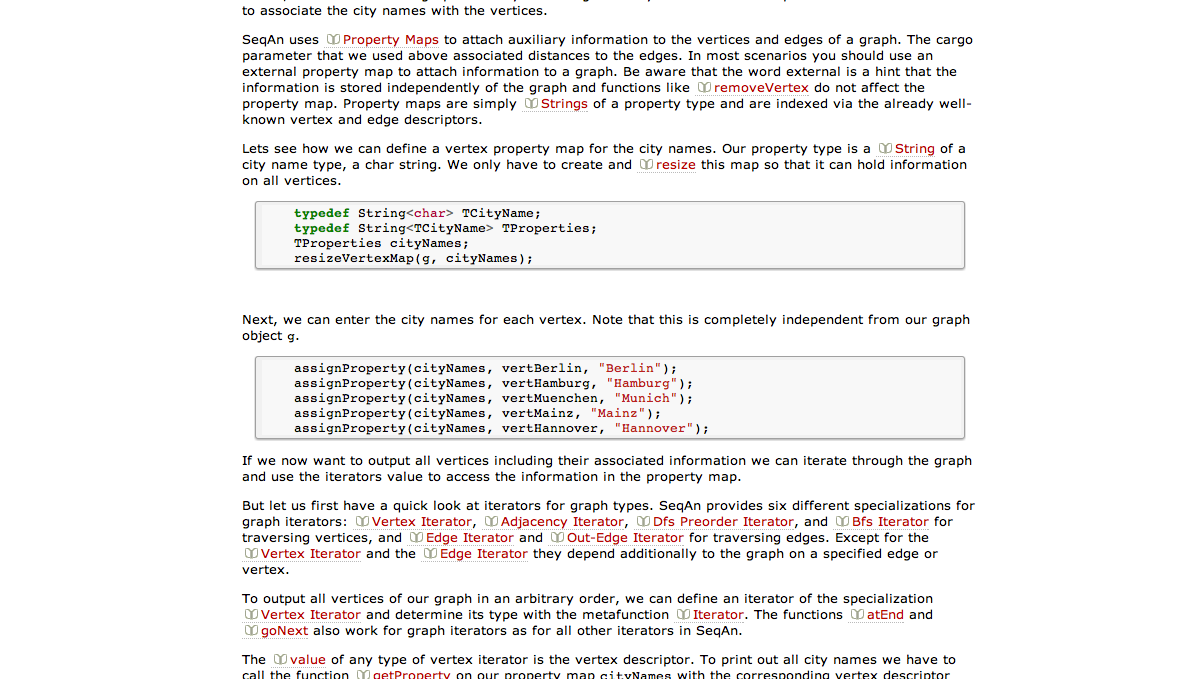 to associate the city names with the vertices.
SeqAn uses Property Maps to attach auxiliary information to the vertices and edges of a graph. The cargo
parameter that we used above associated distances to the edges. In most scenarios you should use an
external property map to attach information to a graph. Be aware that the word external is a hint that the
information is stored independently of the graph and functions like removeVertex do not affect the
property map. Property maps are simply Strings of a property type and are indexed via the already well-
known vertex and edge descriptors.
Lets see how we can define a vertex property map for the city names. Our property type is a String of a
city name type, a char string. We only have to create and resize this map so that it can hold information
on all vertices.
typedef String<char> TCityName;
typedef String<TCityName> TProperties;
TProperties cityNames;
resizeVertexMap(g, cityNames);
Next, we can enter the city names for each vertex. Note that this is completely independent from our graph
object g.
assignProperty(cityNames, vertBerlin, "Berlin");
assignProperty(cityNames, vertHamburg, "Hamburg");
assignProperty(cityNames, vertMuenchen, "Munich");
assignProperty(cityNames, vertMainz, "Mainz");
assignProperty(cityNames, vertHannover, "Hannover");
If we now want to output all vertices including their associated information we can iterate through the graph
and use the iterators value to access the information in the property map.
But let us first have a quick look at iterators for graph types. SeqAn provides six different specializations for
graph iterators: Vertex Iterator, Adjacency Iterator, Dfs Preorder Iterator, and Bfs Iterator for
traversing vertices, and Edge Iterator and Out-Edge Iterator for traversing edges. Except for the
Vertex Iterator and the Edge Iterator they depend additionally to the graph on a specified edge or
vertex.
To output all vertices of our graph in an arbitrary order, we can define an iterator of the specialization
Vertex Iterator and determine its type with the metafunction Iterator. The functions atEnd and
goNext also work for graph iterators as for all other iterators in SeqAn.
The value of any type of vertex iterator is the vertex descriptor. To print out all city names we have to
call the function getProperty on our property map cityNames with the corresponding vertex descriptor